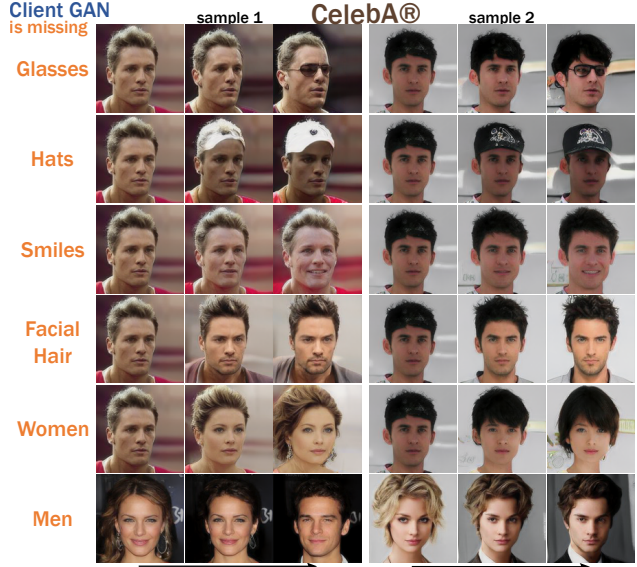 Client GAN
is missing
sample 1
CelebA®
sample 2
Glasses
Hats
Smiles
Facial
Hair
Women
Men